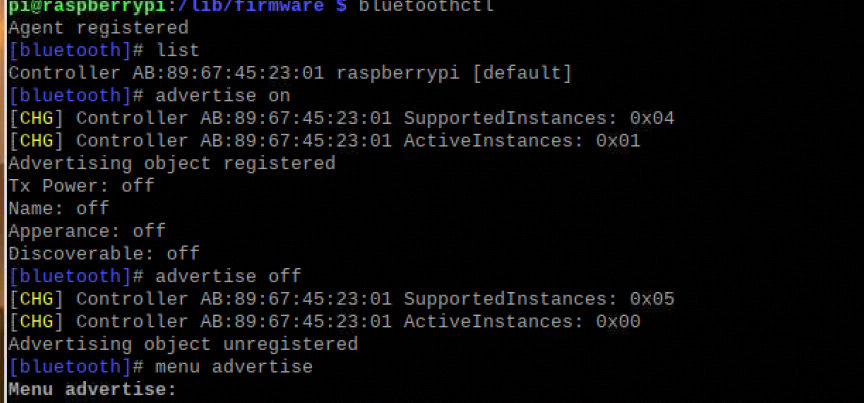 pi@raspberrypi:/lib/firmware $ bluetoothctl
Agent registered
[bluetooth]# list
Controller AB:89:67:45:23:01 raspberrypi [default]
[bluetooth]# advertise on
[CHG] Controller AB:89:67:45:23:01 SupportedInstances: 0x04
[CHG] Controller AB:89:67:45:23:01 ActiveInstances: 0x01
Advertising object registered
Tx Power: off
Name: off
Apperance: off
Discoverable: off
[bluetooth]# advertise off
[CHG] Controller AB:89:67:45:23:01 SupportedInstances: 0x05
[CHG] Controller AB:89:67:45:23:01 ActiveInstances: 0x00
Advertising object unregistered
[bluetooth]# menu advertise
Menu advertise: